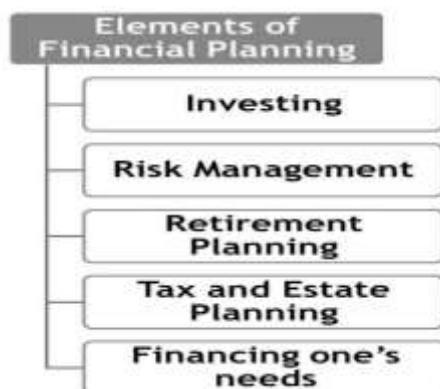 Elements of
Financial Planning
Investing
Risk Management
Retirement
Planning
Tax and Estate
Planning
Financing one's
needs